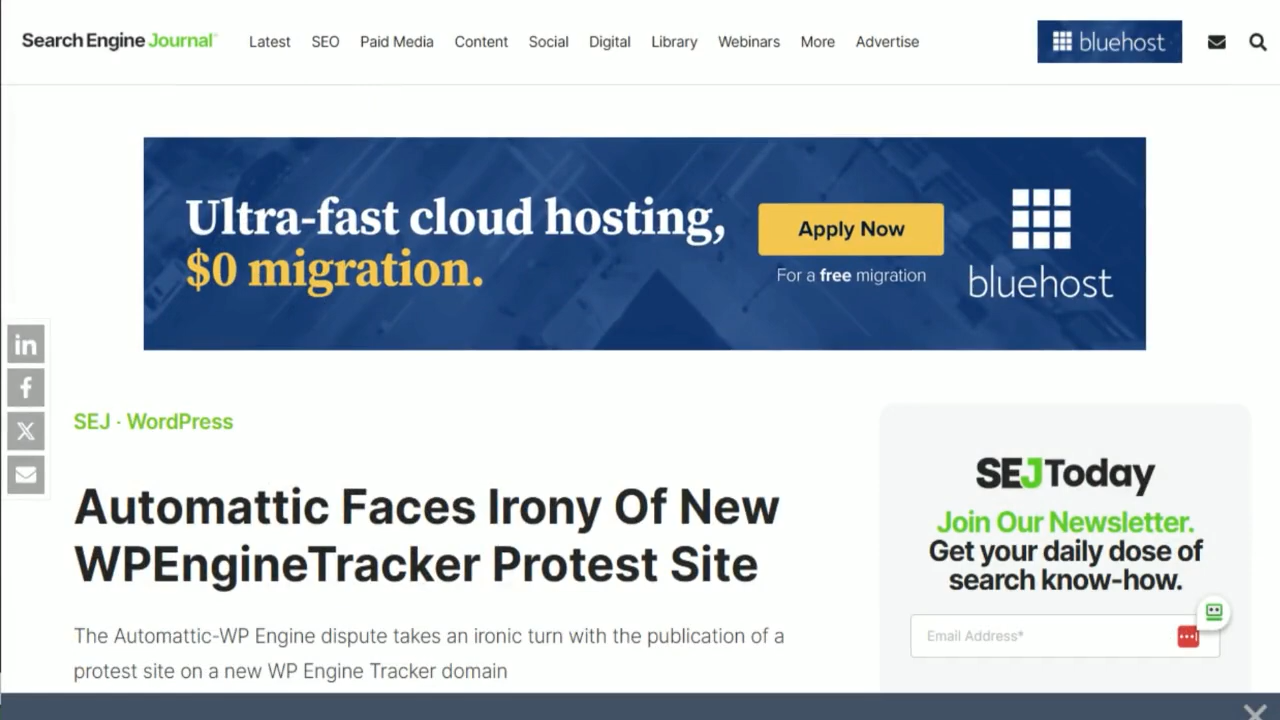 Search Engine Journal
Latest SEO Paid Media Content Social Digital Library Webinars More Advertise
bluehost
Ultra-fast cloud hosting,
$0 migration.
Apply Now
For a free migration
bluehost
in
f
X
SEJ · WordPress
Automattic Faces Irony Of New
WPEngineTracker Protest Site
The Automattic-WP Engine dispute takes an ironic turn with the publication of a
protest site on a new WP Engine Tracker domain
SEJToday
Join Our Newsletter.
Get your daily dose of
search know-how.
Email Address*